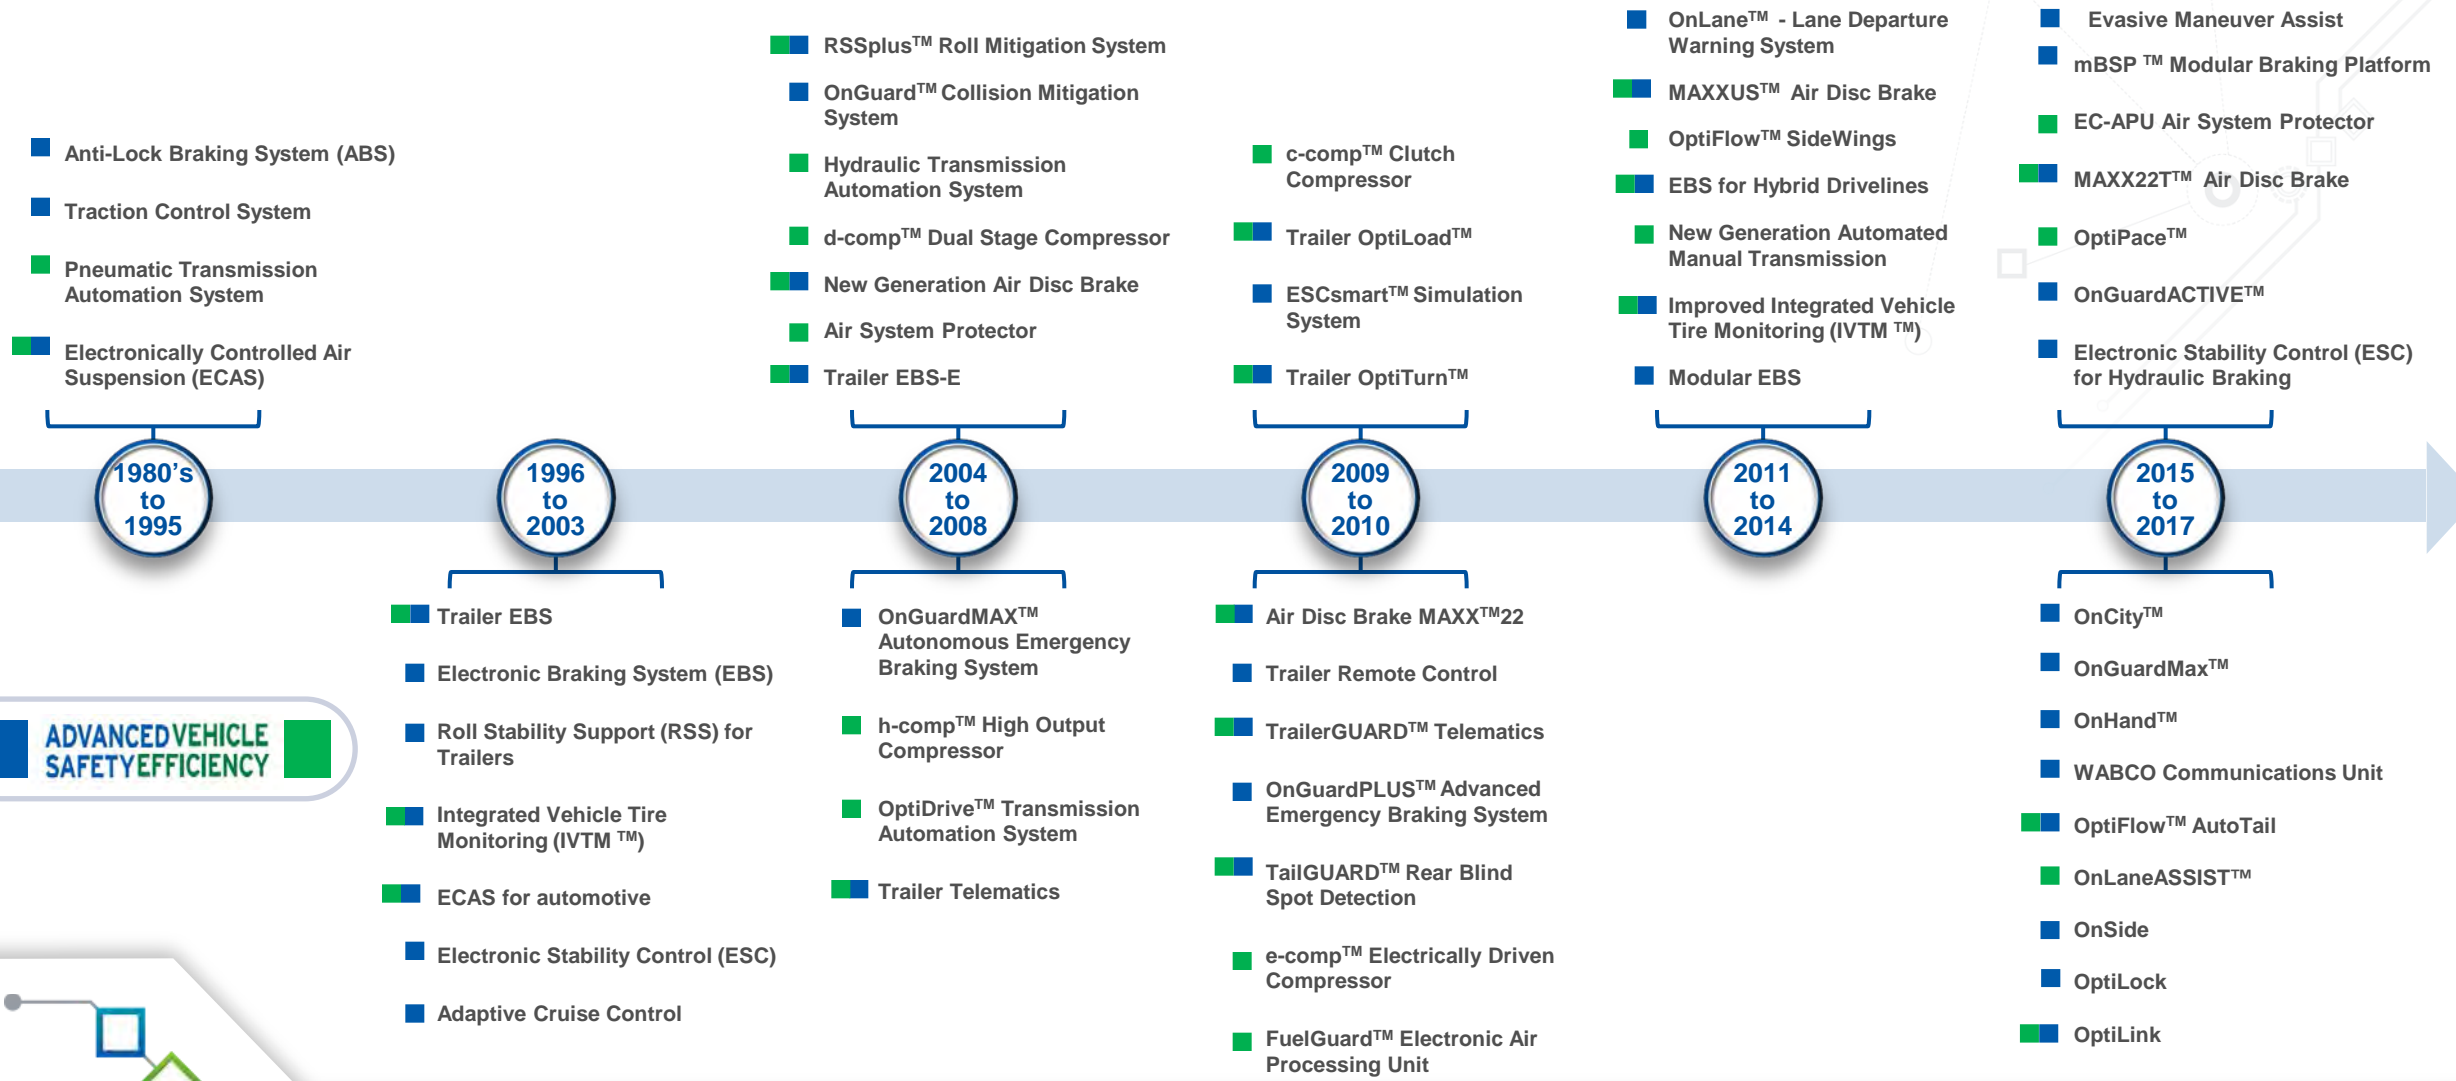 Anti-Lock Braking System (ABS)
Traction Control System
Pneumatic Transmission
Automation System
Electronically Controlled Air
Suspension (ECAS)
RSSplus™ Roll Mitigation System
OnGuard™ Collision Mitigation
System
Hydraulic Transmission
Automation System
d-comp™ Dual Stage Compressor
New Generation Air Disc Brake
Air System Protector
Trailer EBS-E
c-comp™ Clutch
Compressor
Trailer OptiLoad™
ESCsmart™ Simulation
System
Trailer OptiTurn™
OnLane™ - Lane Departure
Warning System
MAXXUS™ Air Disc Brake
OptiFlow™ SideWings
EBS for Hybrid Drivelines
New Generation Automated
Manual Transmission
Improved Integrated Vehicle
Tire Monitoring (IVTM ™)
Modular EBS
Evasive Maneuver Assist
mBSP ™ Modular Braking Platform
EC-APU Air System Protector
MAXX22T™ Air Disc Brake
OptiPace™
OnGuardACTIVE™
Electronic Stability Control (ESC)
for Hydraulic Braking
1980's
to
1995
1996
to
2003
2004
to
2008
2009
to
2010
2011
to
2014
2015
to
2017
ADVANCED VEHICLE
SAFETY EFFICIENCY
Trailer EBS
Electronic Braking System (EBS)
Roll Stability Support (RSS) for
Trailers
Integrated Vehicle Tire
Monitoring (IVTM ™)
ECAS for automotive
Electronic Stability Control (ESC)
Adaptive Cruise Control
OnGuardMAX™
Autonomous Emergency
Braking System
h-comp™ High Output
Compressor
OptiDrive™ Transmission
Automation System
Trailer Telematics
Air Disc Brake MAXX™22
Trailer Remote Control
TrailerGUARD™ Telematics
OnGuardPLUS™ Advanced
Emergency Braking System
TailGUARD™ Rear Blind
Spot Detection
e-comp™ Electrically Driven
Compressor
FuelGuard™ Electronic Air
Processing Unit
OnCity™
OnGuardMax™
OnHand™
WABCO Communications Unit
OptiFlow™ AutoTail
OnLaneASSIST™
OnSide
OptiLock
OptiLink